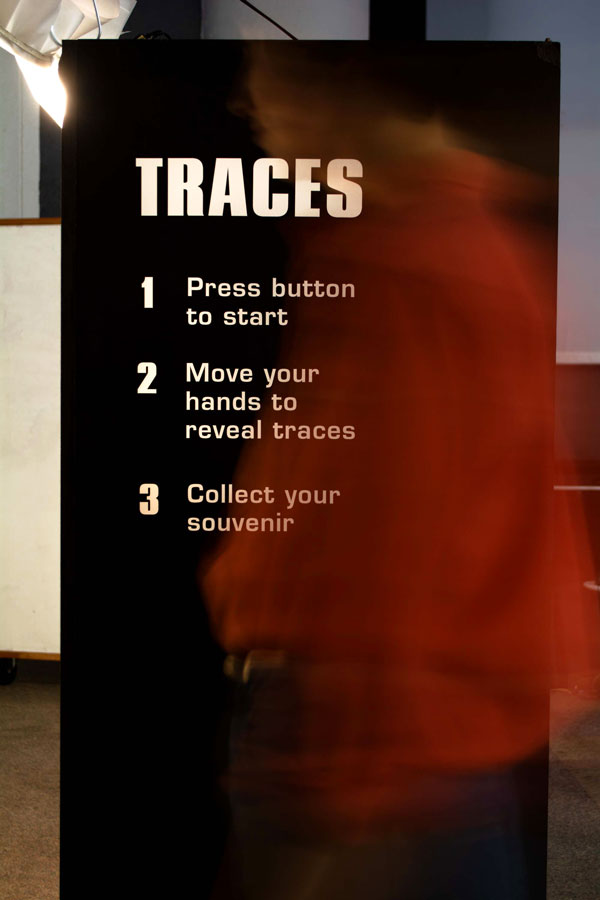 TRACES
1 Press button
to start
2 Move your
hands to
reveal traces
3 Collect your
souvenir